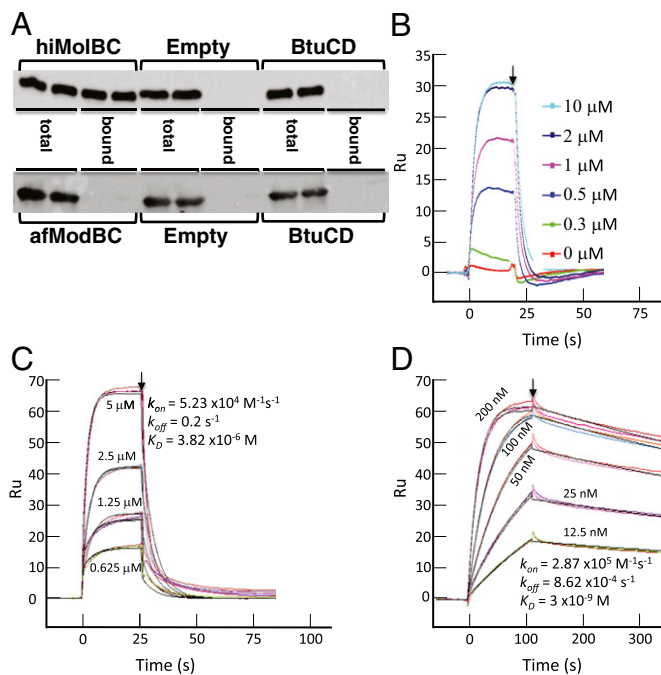 A
hiMolBC Empty BtuCD
total bound total bound total bound
afModBC Empty BtuCD
B
35
30
25
20
15
10
5
0
Ru
10 µM
2 µM
1 µM
0.5 µM
0.3 µM
0 µM
0 25 50 75
Time (s)
C
70
60
50
40
30
20
10
0
Ru
5 µM
2.5 µM
1.25 µM
0.625 µM
kon = 5.23 x10⁴ M⁻¹s⁻¹
koff = 0.2 s⁻¹
KD = 3.82 x10⁻⁶ M
0 25 50 75 100
Time (s)
D
70
60
50
40
30
20
10
0
Ru
200 nM
100 nM
50 nM
25 nM
12.5 nM
kon = 2.87 x10⁵ M⁻¹s⁻¹
koff = 8.62 x10⁻⁴ s⁻¹
KD = 3 x10⁻⁹ M
0 100 200 300
Time (s)